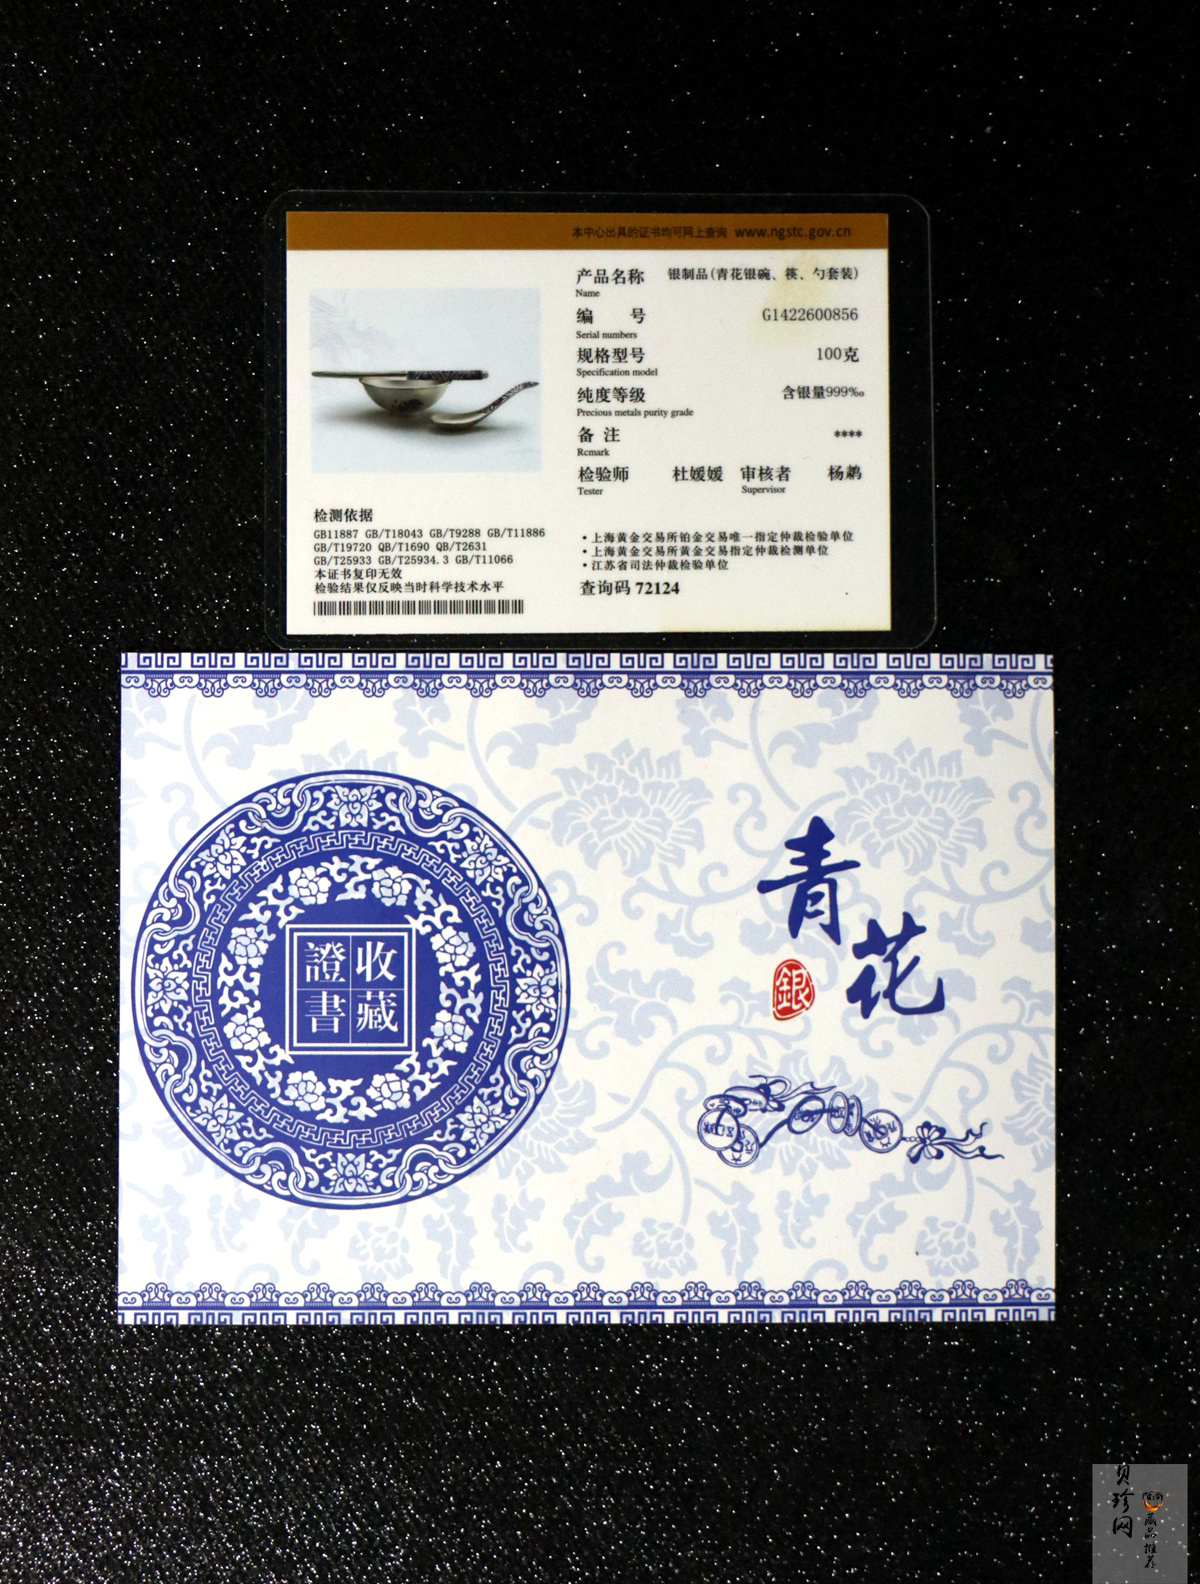 本中心出具的证书均可网上查询 www.ngstc.gov.cn
产品名称 银制品(青花银碗、筷、勺套装)
Name
编 号 G1422600856
Serial numbers
规格型号 100克
Specification model
纯度等级 含银量999‰
Precious metals purity grade
备 注 ****
Remark
检验师 杜媛媛 审核者 杨鹔
Tester Supervisor
检测依据
GB11887 GB/T18043 GB/T9288 GB/T11886
GB/T19720 QB/T1690 QB/T2631
GB/T25933 GB/T25934.3 GB/T11066
本证书复印无效
检验结果仅反映当时科学技术水平
•上海黄金交易所铂金交易唯一指定仲裁检验单位
•上海黄金交易所黄金交易指定仲裁检测单位
•江苏省司法仲裁检验单位
查询码 72124
收藏
證書
青花
銀
贝珍网
藏品推荐